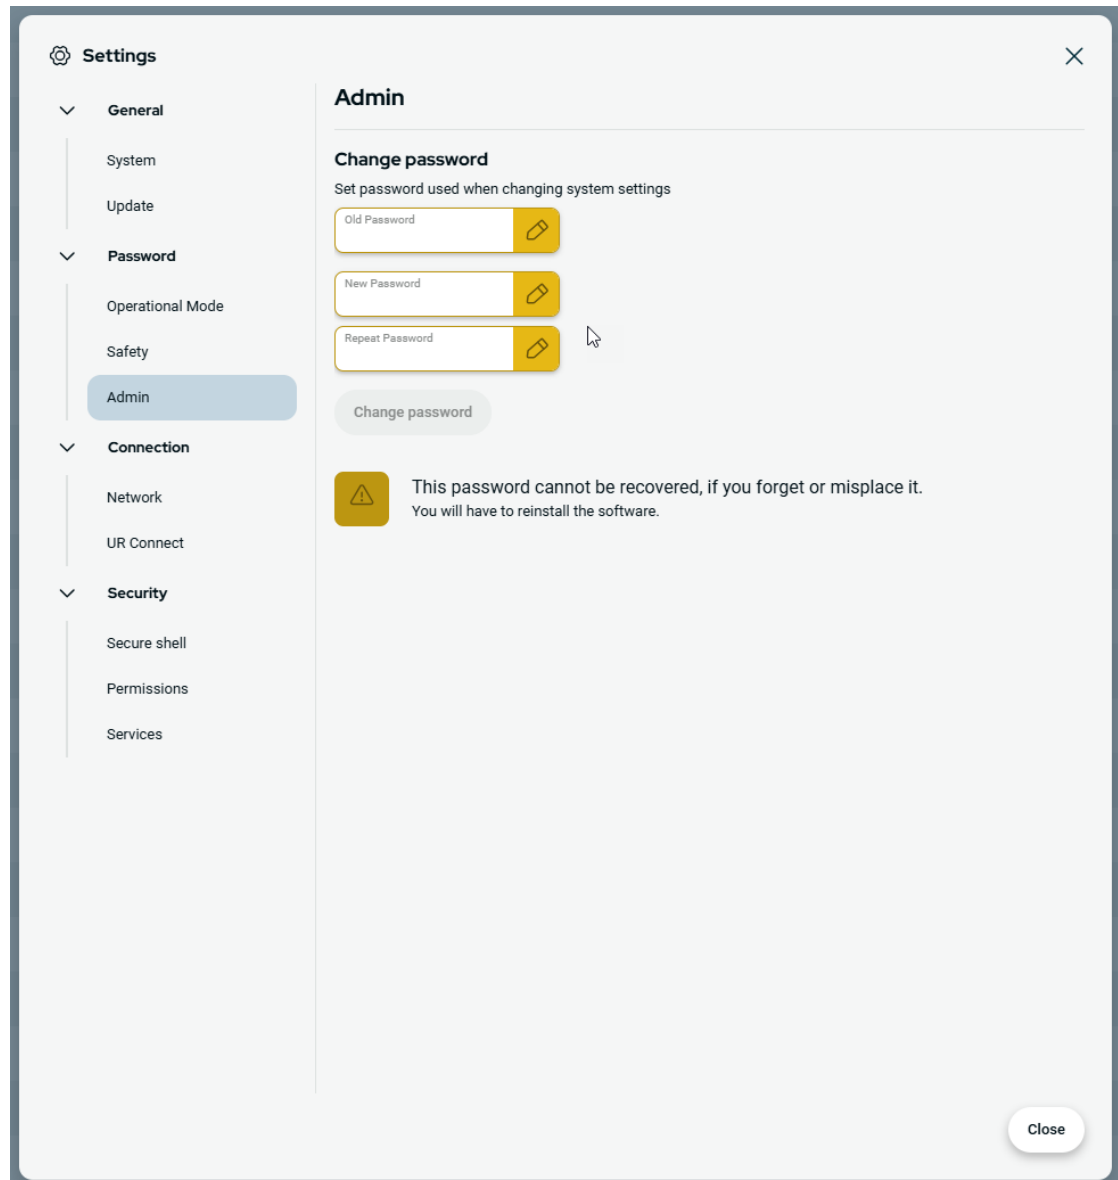 Settings
General
System
Update
Password
Operational Mode
Safety
Admin
Connection
Network
UR Connect
Security
Secure shell
Permissions
Services
Admin
Change password
Set password used when changing system settings
Old Password
New Password
Repeat Password
Change password
This password cannot be recovered, if you forget or misplace it.
You will have to reinstall the software.
Close